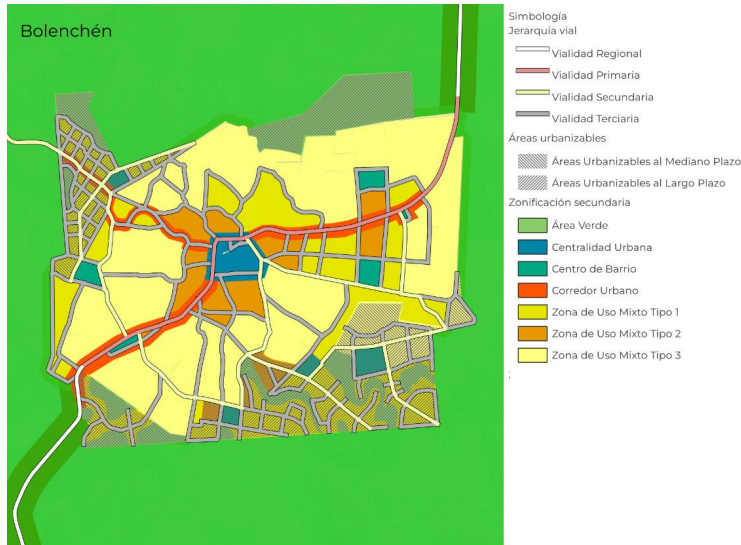 Bolenchén
Simbología
Jerarquía vial
Vialidad Regional
Vialidad Primaria
Vialidad Secundaria
Vialidad Terciaria
Áreas urbanizables
Áreas Urbanizables al Mediano Plazo
Áreas Urbanizables al Largo Plazo
Zonificación secundaria
Área Verde
Centralidad Urbana
Centro de Barrio
Corredor Urbano
Zona de Uso Mixto Tipo 1
Zona de Uso Mixto Tipo 2
Zona de Uso Mixto Tipo 3